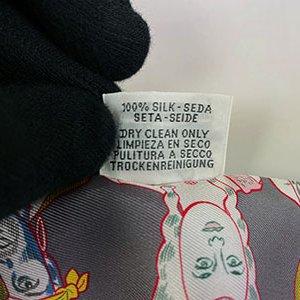 100% SILK-SEDA
SETA-SEIDE
DRY CLEAN ONLY
LIMPIEZA EN SECO
PULITURA A SECCO
TROCKENREINIGUNG